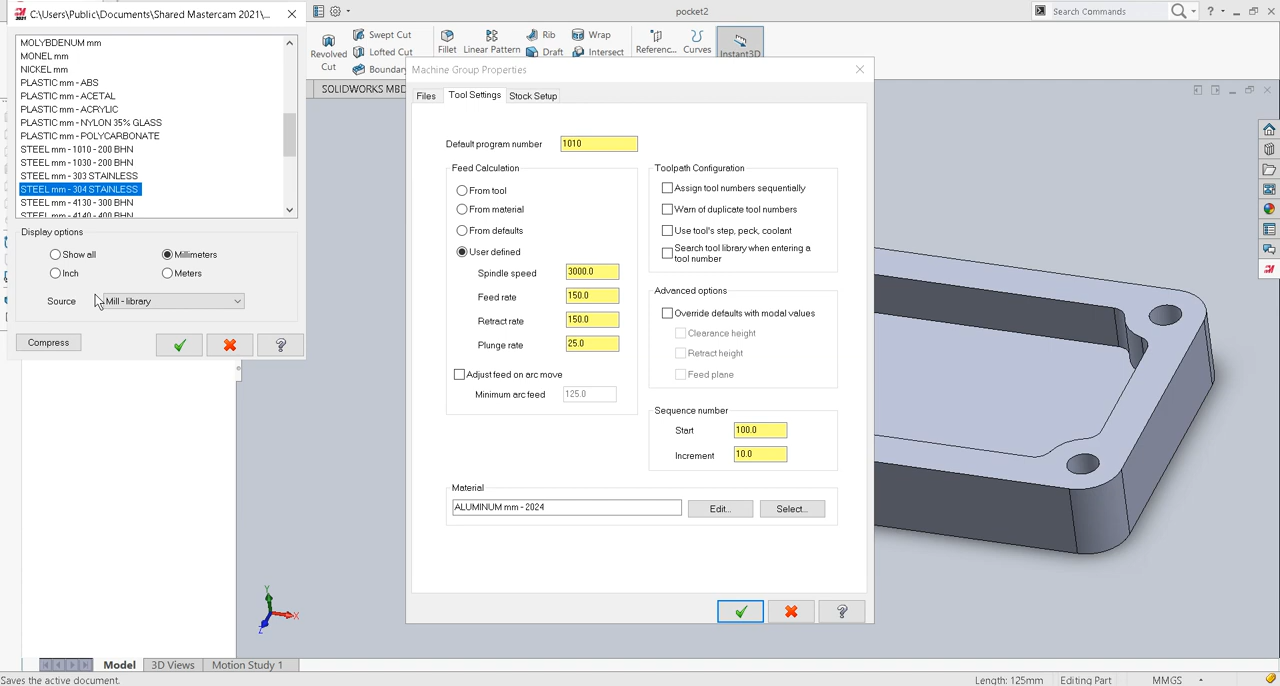 C:\Users\Public\Documents\Shared Mastercam 2021\...
MOLYBDENUM mm
MONEL mm
NICKEL mm
PLASTIC mm - ABS
PLASTIC mm - ACETAL
PLASTIC mm - ACRYLIC
PLASTIC mm - NYLON 35% GLASS
PLASTIC mm - POLYCARBONATE
STEEL mm - 1010 - 200 BHN
STEEL mm - 1030 - 200 BHN
STEEL mm - 303 STAINLESS
STEEL mm - 304 STAINLESS
STEEL mm - 4130 - 300 BHN
STEEL mm - 4140 - 400 BHN
Display options
Show all
Millimeters
Inch
Meters
Source
Mill - library
Compress
pocket2
Search Commands
Revolved
Cut
Swept Cut
Lofted Cut
Boundar
Fillet
Linear Pattern
Rib
Draft
Wrap
Intersect
Referenc...
Curves
Instant3D
SOLIDWORKS MBD
Machine Group Properties
Files
Tool Settings
Stock Setup
Default program number
1010
Feed Calculation
From tool
From material
From defaults
User defined
Spindle speed
3000.0
Feed rate
150.0
Retract rate
150.0
Plunge rate
25.0
Adjust feed on arc move
Minimum arc feed
125.0
Toolpath Configuration
Assign tool numbers sequentially
Warn of duplicate tool numbers
Use tool's step, peck, coolant
Search tool library when entering a
tool number
Advanced options
Override defaults with modal values
Clearance height
Retract height
Feed plane
Sequence number
Start
100.0
Increment
10.0
Material
ALUMINUM mm - 2024
Edit...
Select...
Y
X
Z
Model
3D Views
Motion Study 1
Saves the active document.
Length: 125mm
Editing Part
MMGS